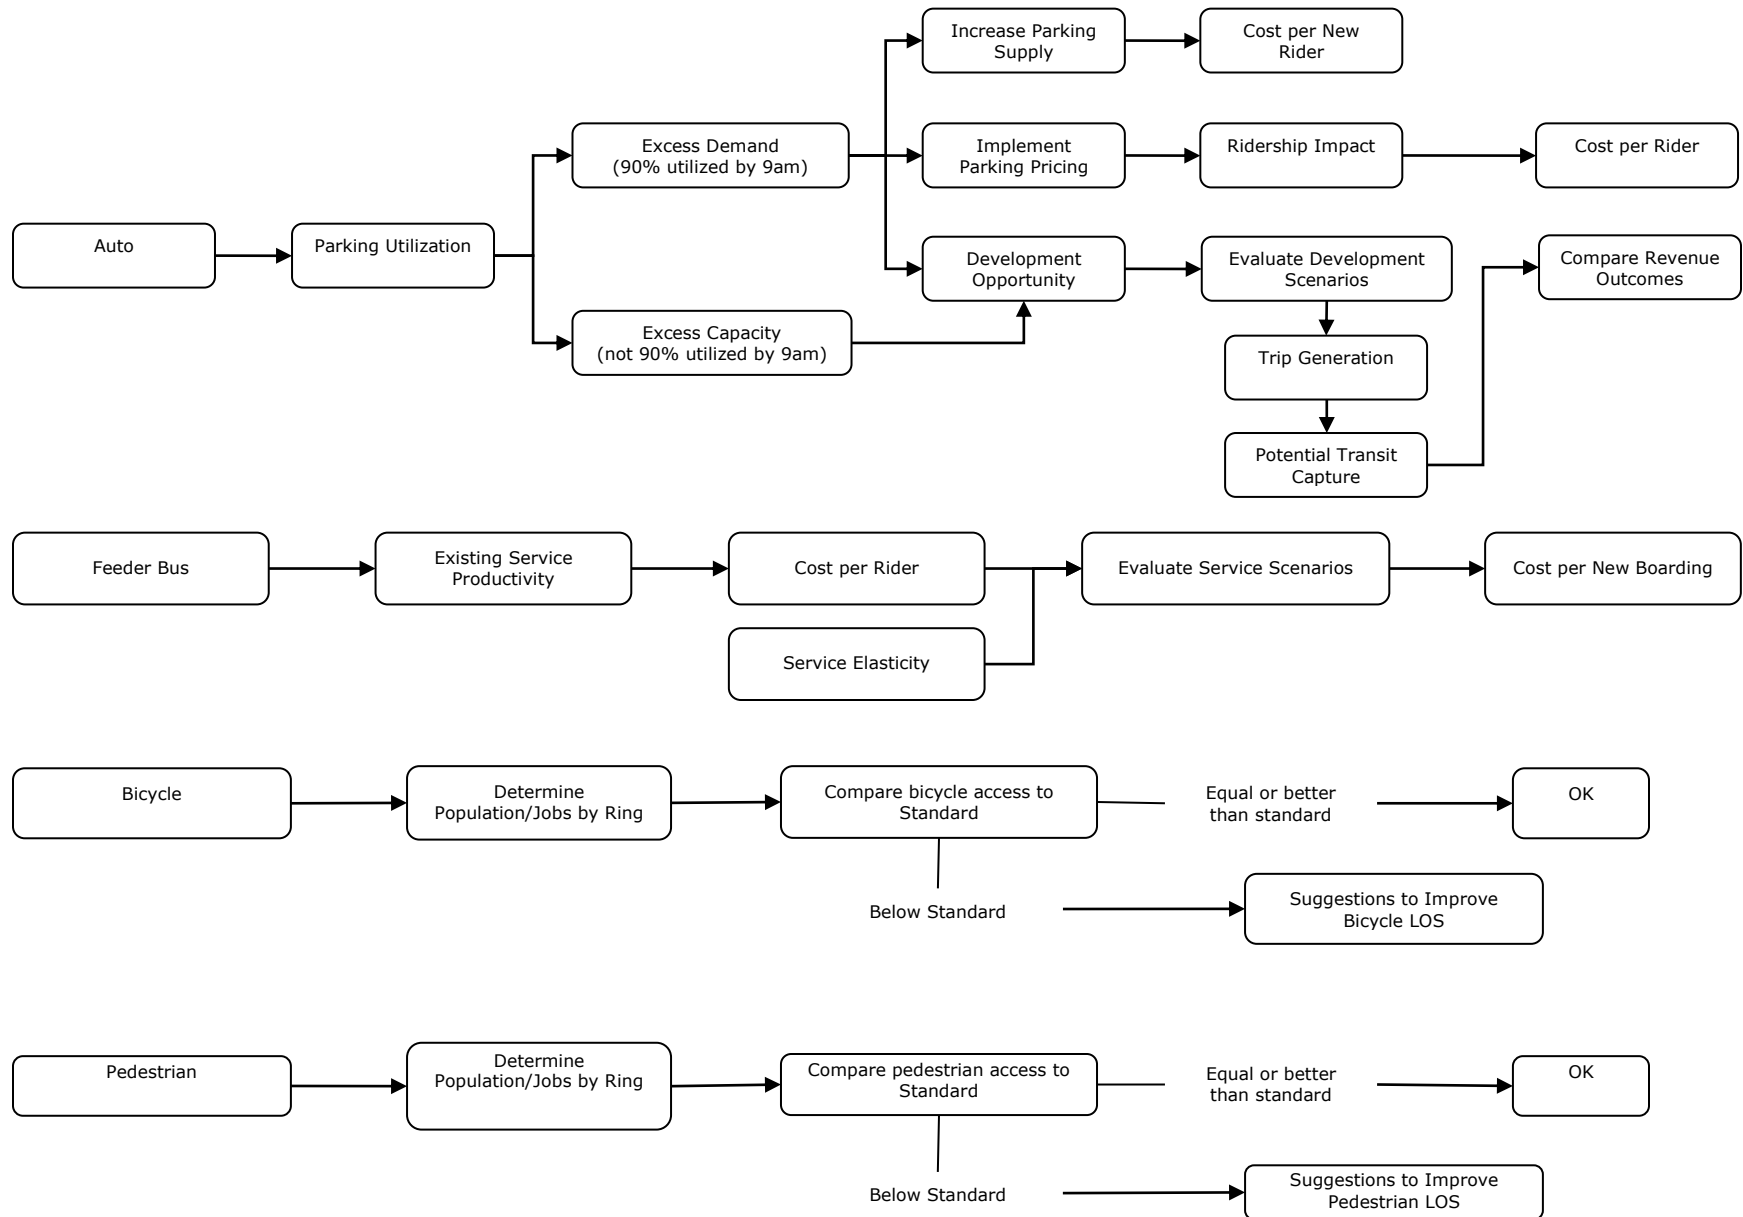 Increase Parking
Supply
Cost per New
Rider
Excess Demand
(90% utilized by 9am)
Implement
Parking Pricing
Ridership Impact
Cost per Rider
Auto
Parking Utilization
Development
Opportunity
Evaluate Development
Scenarios
Compare Revenue
Outcomes
Excess Capacity
(not 90% utilized by 9am)
Trip Generation
Potential Transit
Capture
Feeder Bus
Existing Service
Productivity
Cost per Rider
Evaluate Service Scenarios
Cost per New Boarding
Service Elasticity
Bicycle
Determine
Population/Jobs by Ring
Compare bicycle access to
Standard
Equal or better
than standard
OK
Below Standard
Suggestions to Improve
Bicycle LOS
Pedestrian
Determine
Population/Jobs by Ring
Compare pedestrian access to
Standard
Equal or better
than standard
OK
Below Standard
Suggestions to Improve
Pedestrian LOS